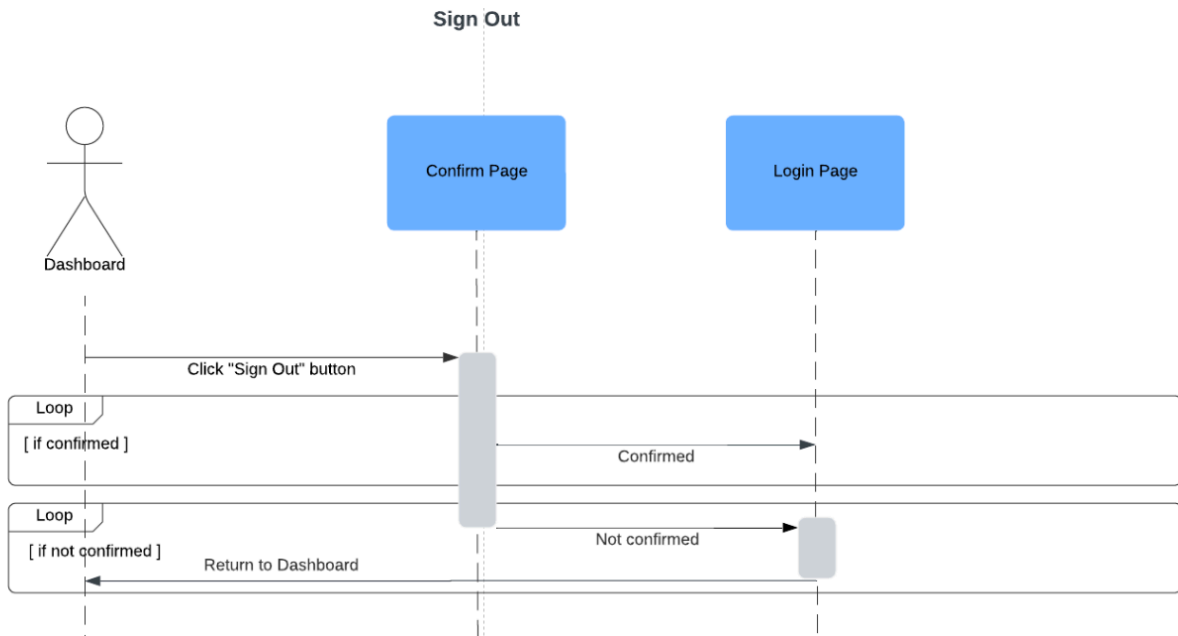 Sign Out
Confirm Page
Login Page
Dashboard
Click "Sign Out" button
Loop
[ if confirmed ]
Confirmed
Loop
Not confirmed
[ if not confirmed ]
Return to Dashboard